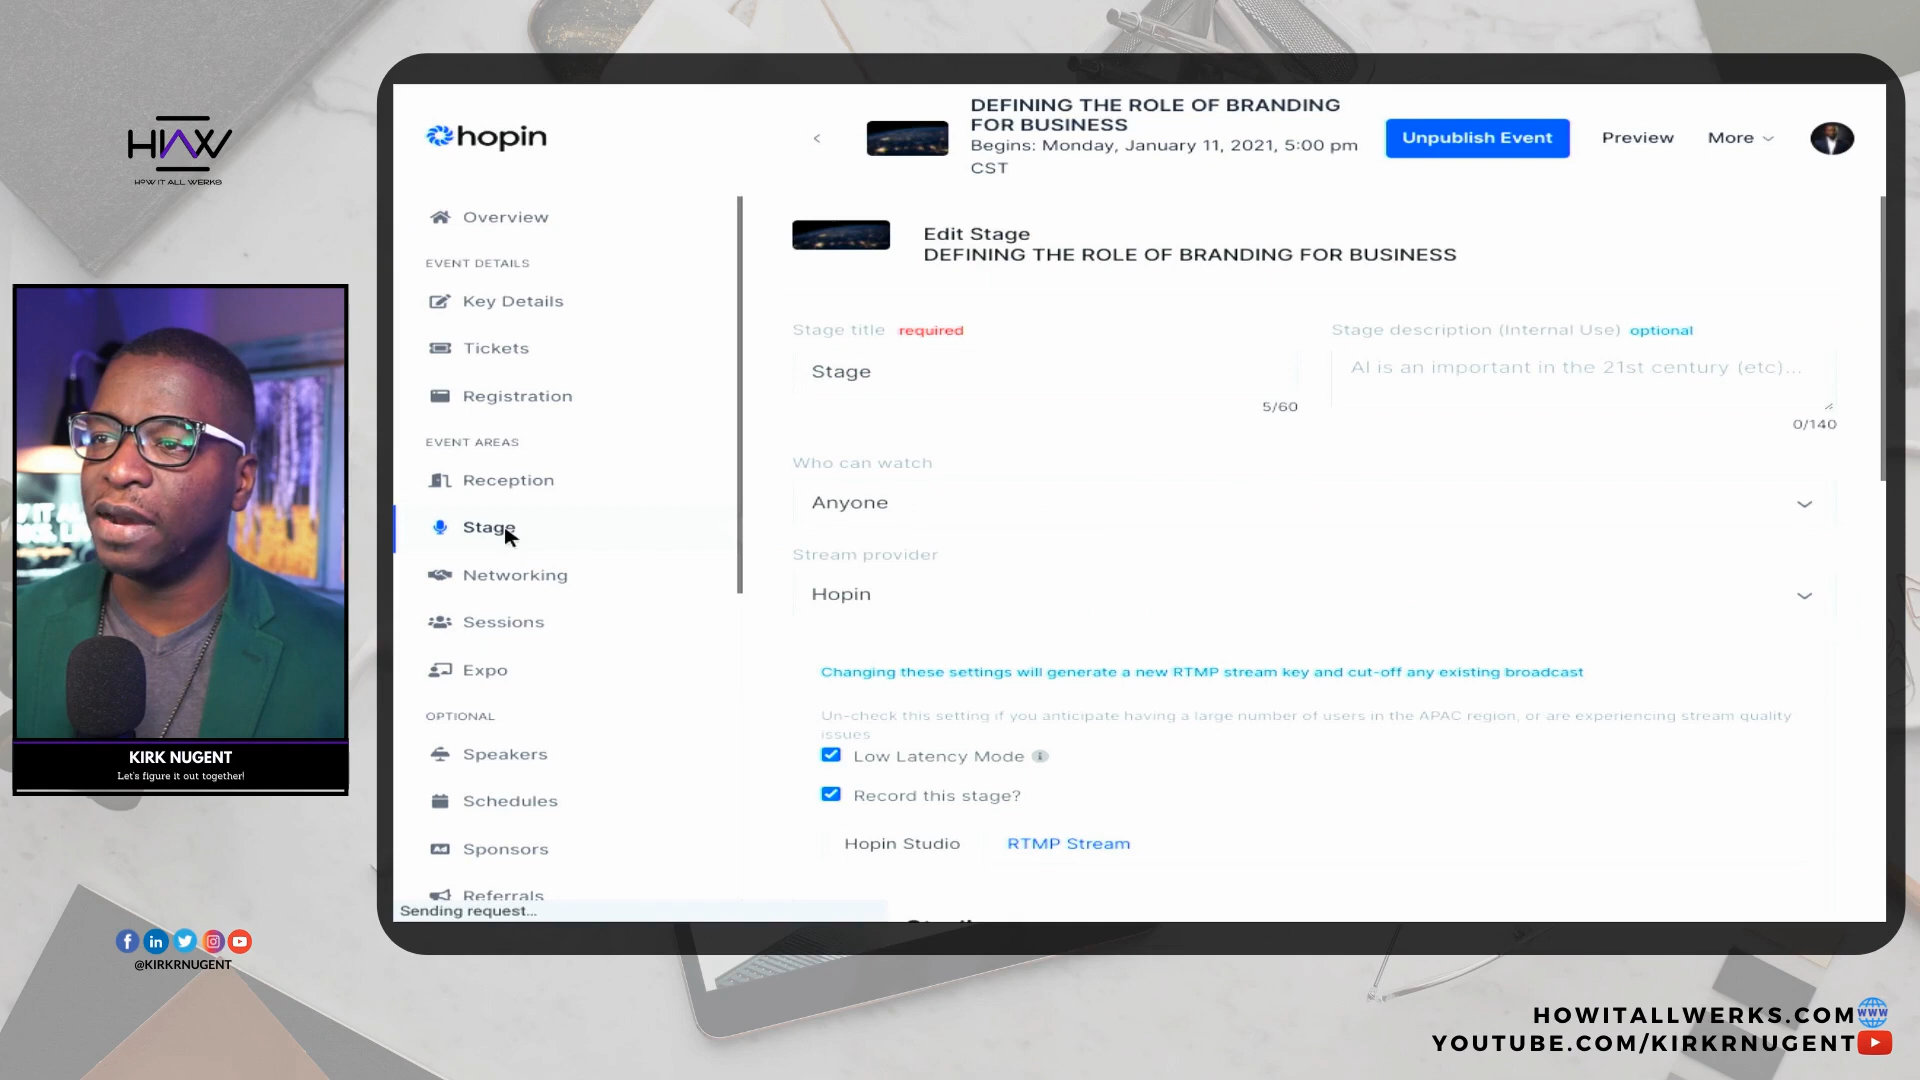 HIAW
HOW IT ALL WERKS
KIRK NUGENT
Let's figure it out together!
@KIRKRNUGENT
hopin
DEFINING THE ROLE OF BRANDING
FOR BUSINESS
Begins: Monday, January 11, 2021, 5:00 pm
CST
Unpublish Event
Preview
More
Overview
EVENT DETAILS
Key Details
Tickets
Registration
EVENT AREAS
Reception
Stage
Networking
Sessions
Expo
OPTIONAL
Speakers
Schedules
Ad Sponsors
Referrals
Sending request...
Edit Stage
DEFINING THE ROLE OF BRANDING FOR BUSINESS
Stage title required
Stage
5/60
Stage description (Internal Use) optional
AI is an important in the 21st century (etc)...
0/140
Who can watch
Anyone
Stream provider
Hopin
Changing these settings will generate a new RTMP stream key and cut-off any existing broadcast
Un-check this setting if you anticipate having a large number of users in the APAC region, or are experiencing stream quality
issues
Low Latency Mode
Record this stage?
Hopin Studio
RTMP Stream
HOWITALLWERKS.COM
YOUTUBE.COM/KIRKRNUGENT